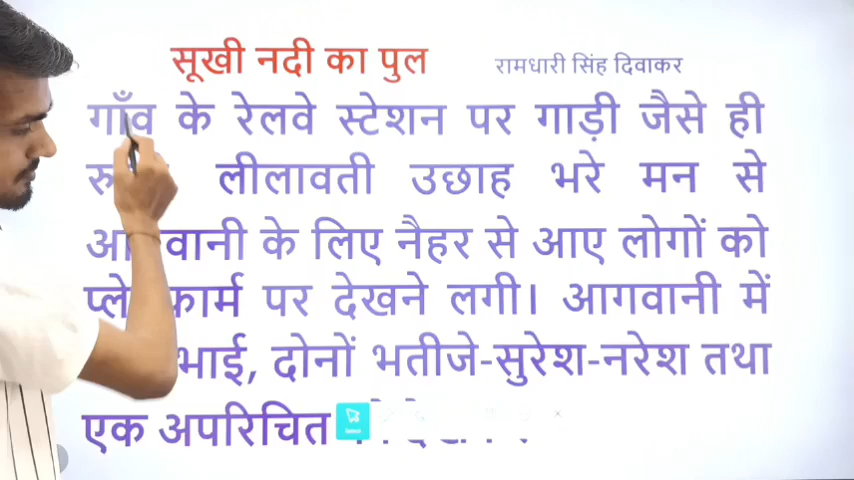 सूखी नदी का पुल
रामधारी सिंह दिवाकर
गाँव के रेलवे स्टेशन पर गाड़ी जैसे ही
लीलावती उछाह भरे मन से
के लिए नैहर से आए लोगों को
पर देखने लगी। आगवानी में
भाई, दोनों भतीजे-सुरेश-नरेश तथा
एक अपरिचित